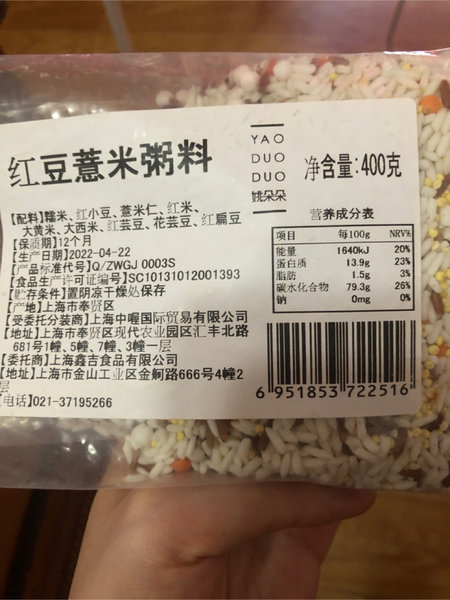 红豆薏米粥料
YAO
DUO
DUO
姚朵朵
净含量:400克
【配料】糯米、红小豆、薏米仁、红米、
大黄米、大西米、红芸豆、花芸豆、红扁豆
【保质期】12个月
【生产日期】2022-04-22
【产品标准代号】Q/ZWGJ 0003S
【食品生产许可证编号】SC10131012001393
【贮存条件】置阴凉干燥处保存
【产地】上海市奉贤区
【受委托分装商】上海中喔国际贸易有限公司
【地址】上海市奉贤区现代农业园区汇丰北路
681号1幢、5幢、7幢、3幢一层
【委托商】上海鑫吉食品有限公司
【地址】上海市金山工业区金舸路666号4幢2
层
【电话】021-37195266
营养成分表
项目 每100g NRV%
能量 1640kJ 20%
蛋白质 13.9g 23%
脂肪 1.5g 3%
碳水化合物 79.3g 26%
钠 0mg 0%
6 951853 722516